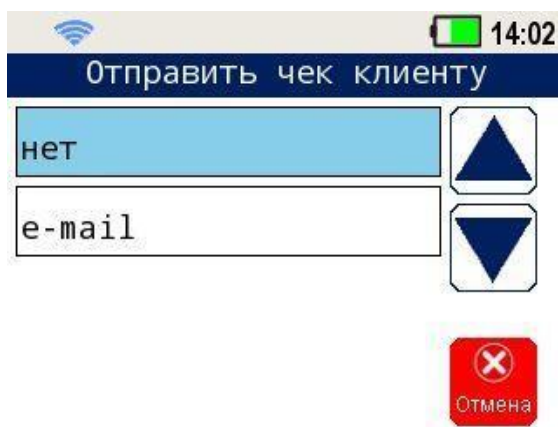 14:02
Отправить чек клиенту
нет
e-mail
Отмена